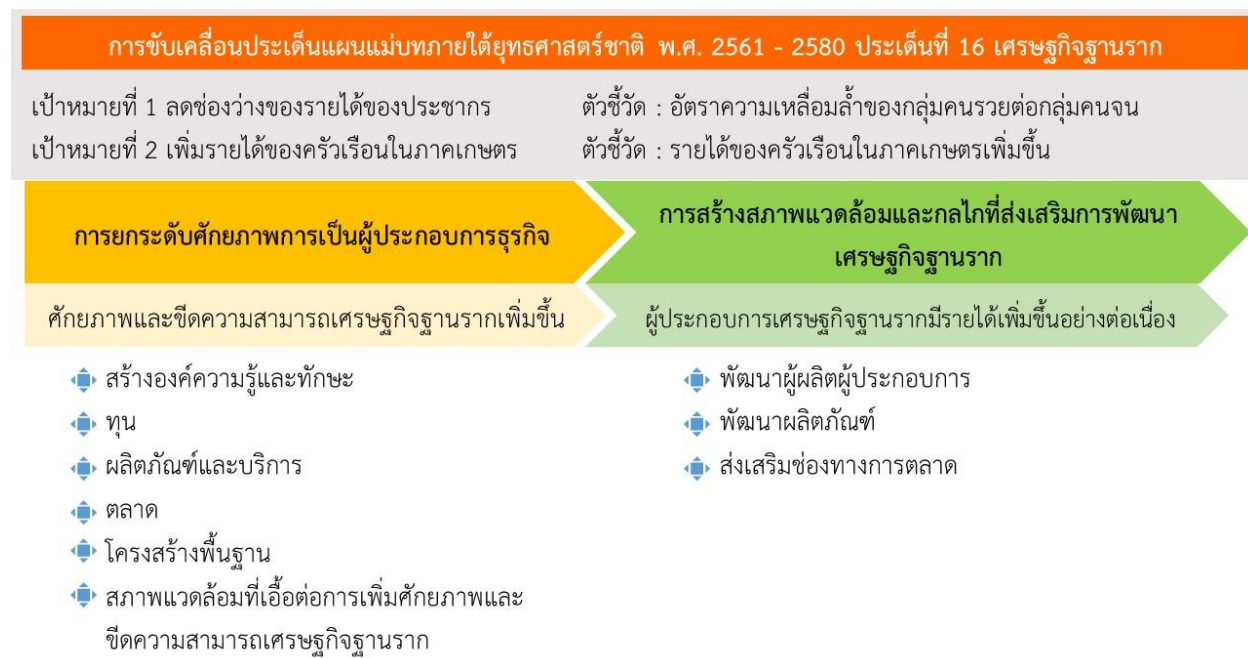 การขับเคลื่อนประเด็นแผนแม่บทภายใต้ยุทธศาสตร์ชาติ พ.ศ. 2561 - 2580 ประเด็นที่ 16 เศรษฐกิจฐานราก
เป้าหมายที่ 1 ลดช่องว่างของรายได้ของประชากร
ตัวชี้วัด : อัตราความเหลื่อมล้ำของกลุ่มคนรวยต่อกลุ่มคนจน
เป้าหมายที่ 2 เพิ่มรายได้ของครัวเรือนในภาคเกษตร
ตัวชี้วัด : รายได้ของครัวเรือนในภาคเกษตรเพิ่มขึ้น
การยกระดับศักยภาพการเป็นผู้ประกอบการธุรกิจ
ศักยภาพและขีดความสามารถเศรษฐกิจฐานรากเพิ่มขึ้น
สร้างองค์ความรู้และทักษะ
ทุน
ผลิตภัณฑ์และบริการ
ตลาด
โครงสร้างพื้นฐาน
สภาพแวดล้อมที่เอื้อต่อการเพิ่มศักยภาพและ
ขีดความสามารถเศรษฐกิจฐานราก
การสร้างสภาพแวดล้อมและกลไกที่ส่งเสริมการพัฒนา
เศรษฐกิจฐานราก
ผู้ประกอบการเศรษฐกิจฐานรากมีรายได้เพิ่มขึ้นอย่างต่อเนื่อง
พัฒนาผู้ผลิตผู้ประกอบการ
พัฒนาผลิตภัณฑ์
ส่งเสริมช่องทางการตลาด